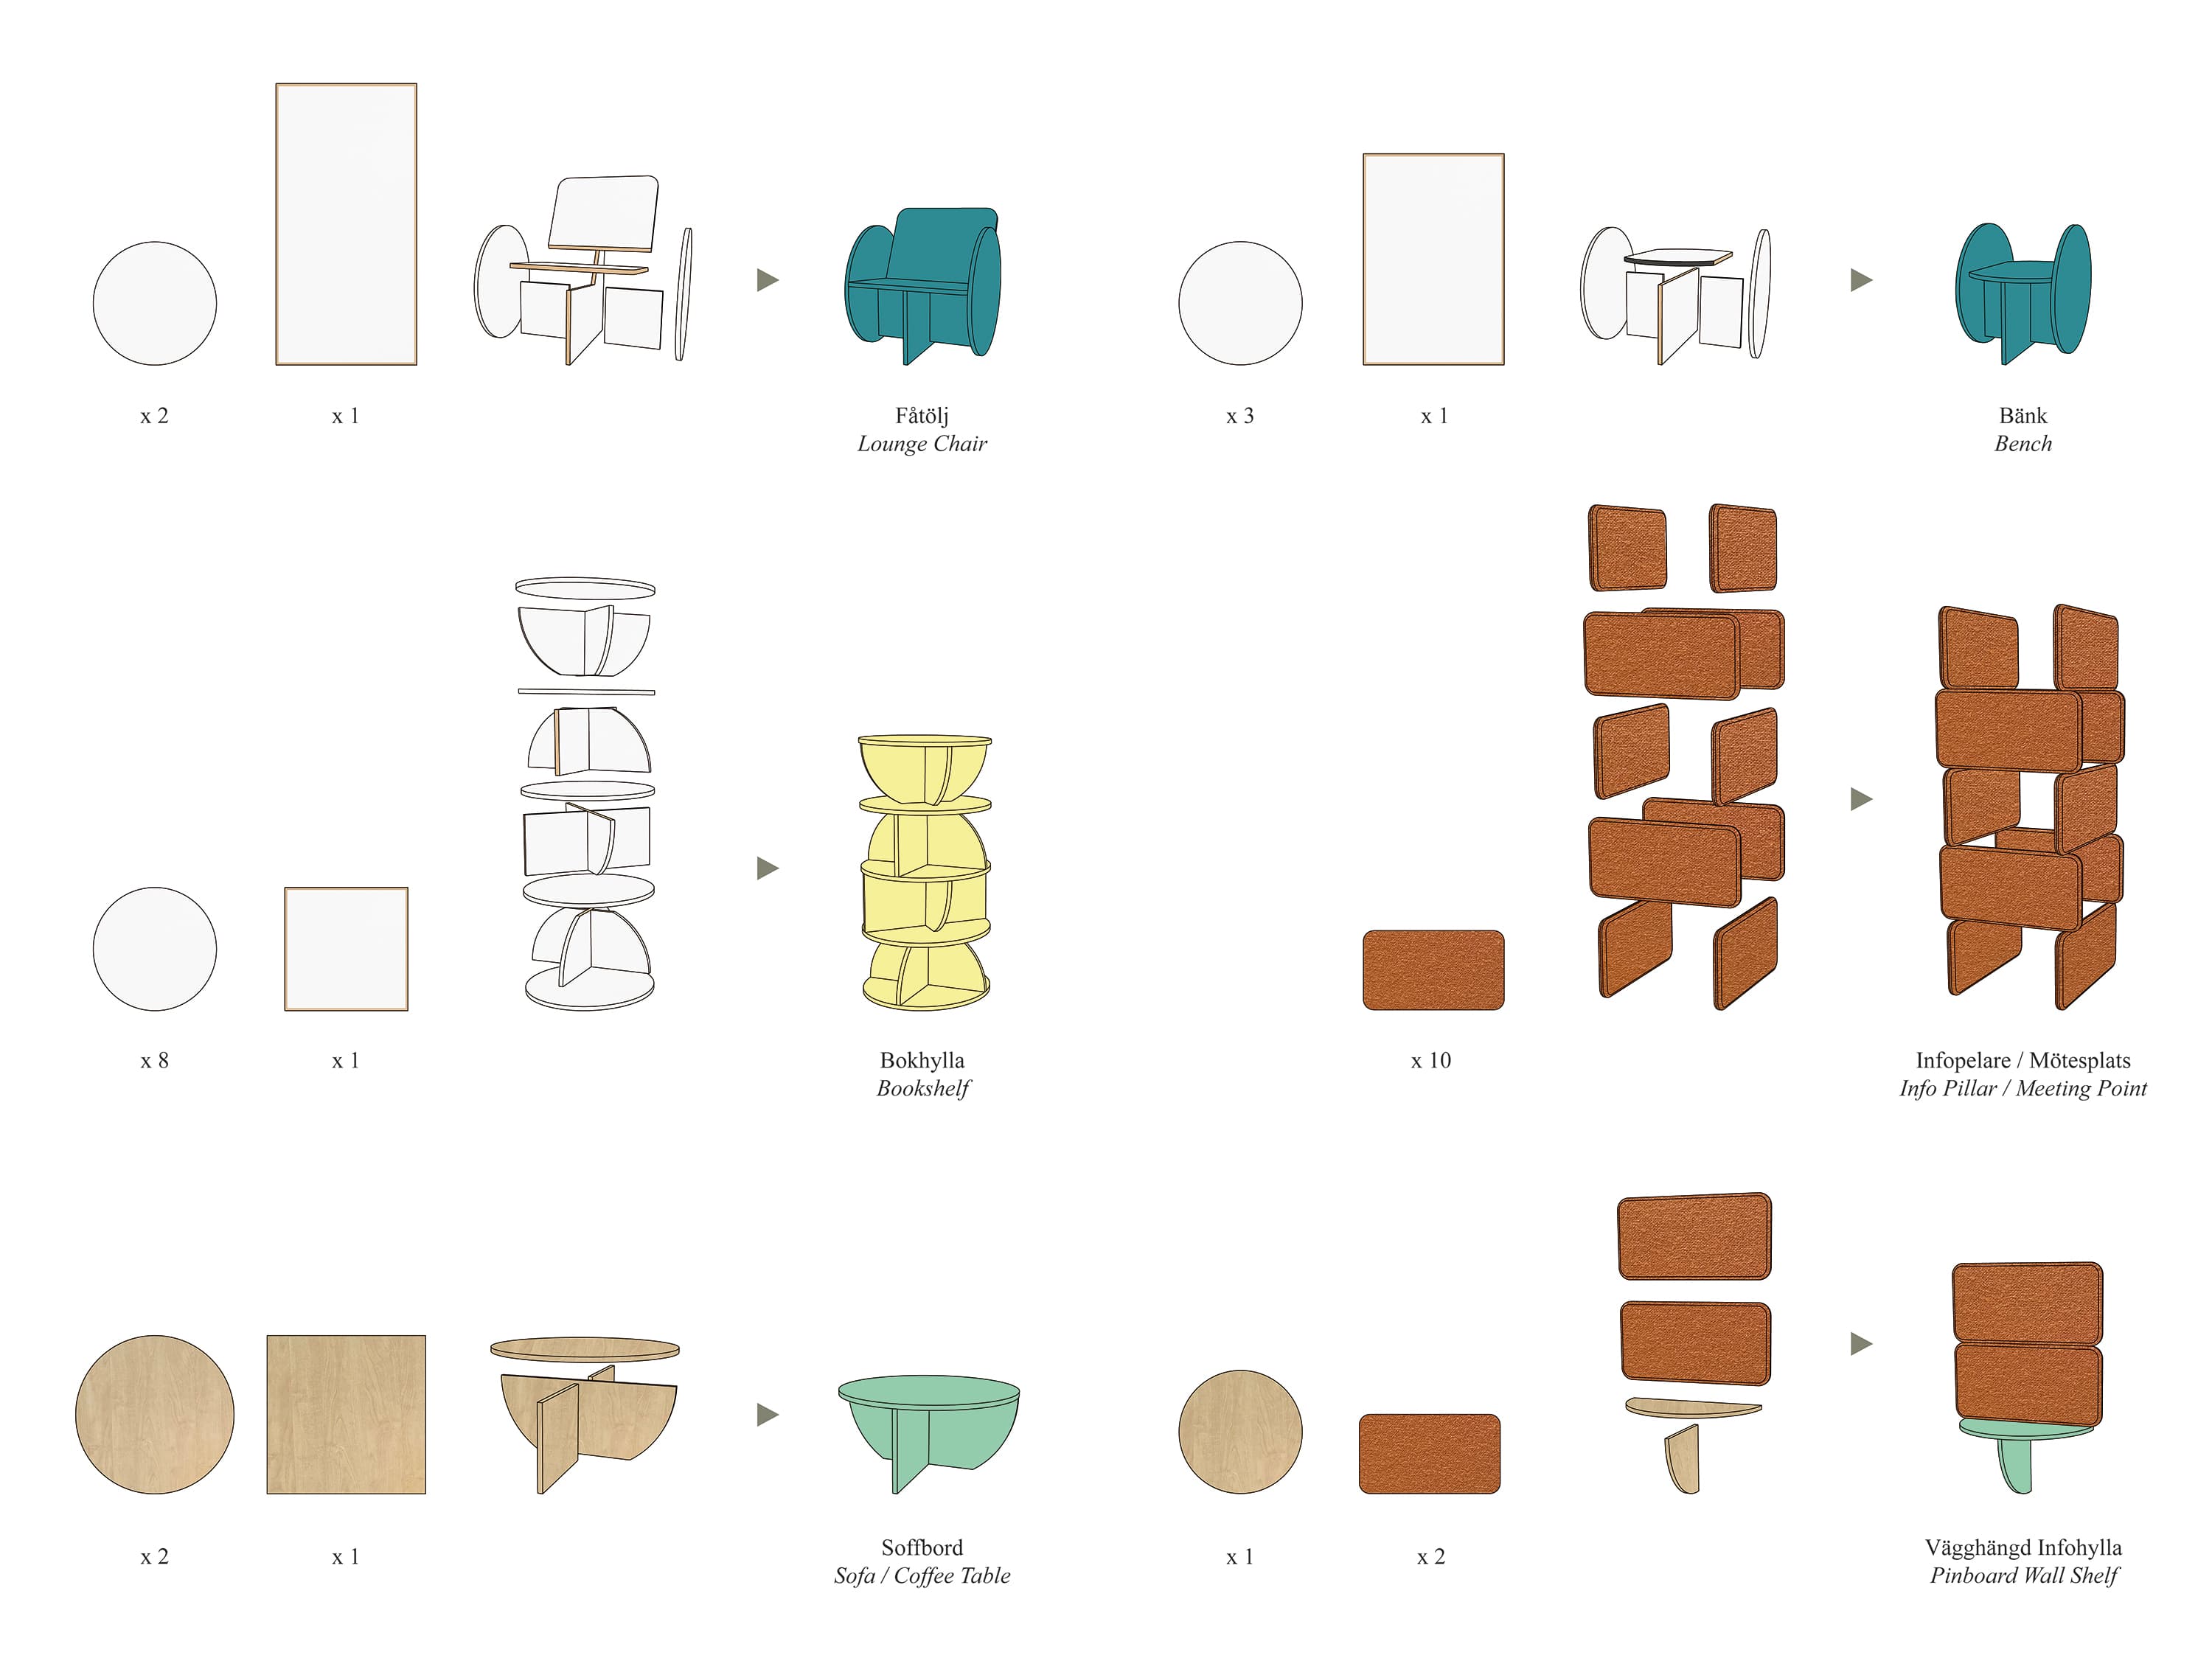 x 2
x 1
Fåtölj
Lounge Chair
x 3
x 1
Bänk
Bench
x 8
x 1
Bokhylla
Bookshelf
x 10
Infopelare / Mötesplats
Info Pillar / Meeting Point
x 2
x 1
Soffbord
Sofa / Coffee Table
x 1
x 2
Vägghängd Infohylla
Pinboard Wall Shelf